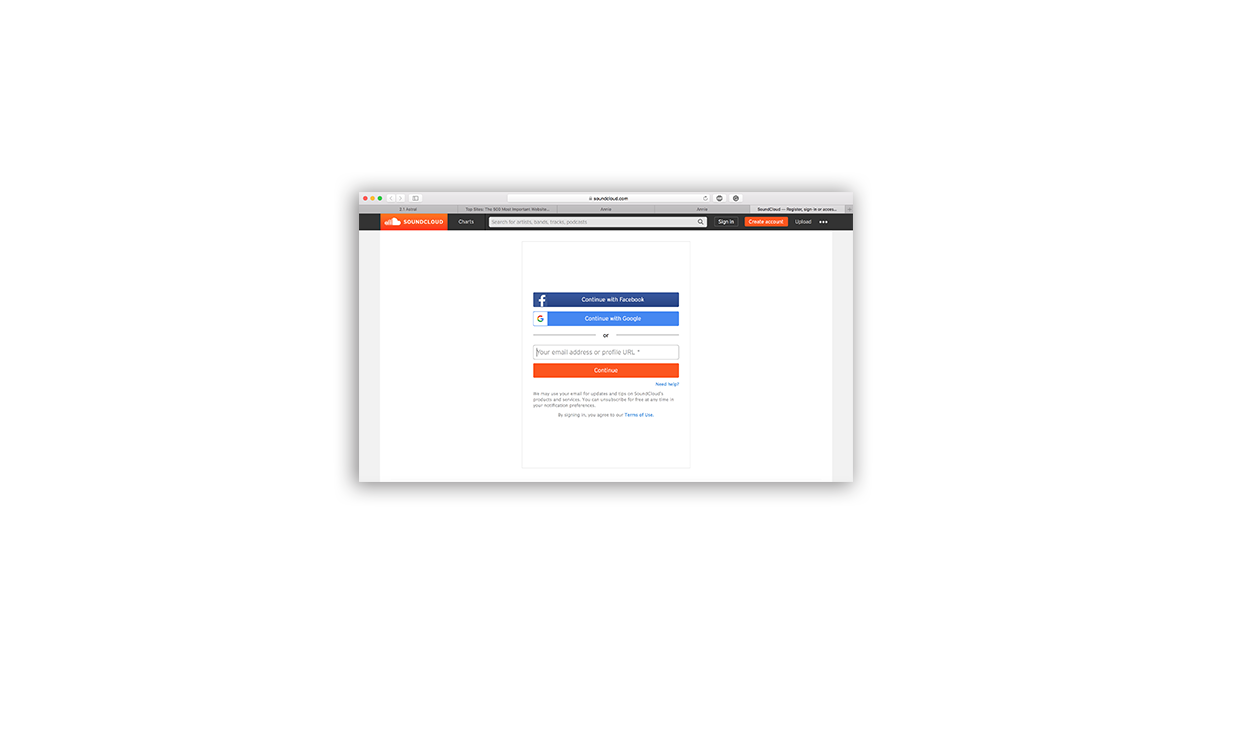 soundcloud.com
Top Sites: The 500 Most Important Website...
Annie
Annie
SoundCloud — Register, sign in or acces...
SOUNDCLOUD
Charts
Search for artists, bands, tracks, podcasts
Sign in
Create account
Upload
Continue with Facebook
Continue with Google
or
Your email address or profile URL *
Continue
Need help?
We may use your email for updates and tips on SoundCloud's
products and services. You can unsubscribe for free at any time in
your notification preferences.
By signing in, you agree to our Terms of Use.